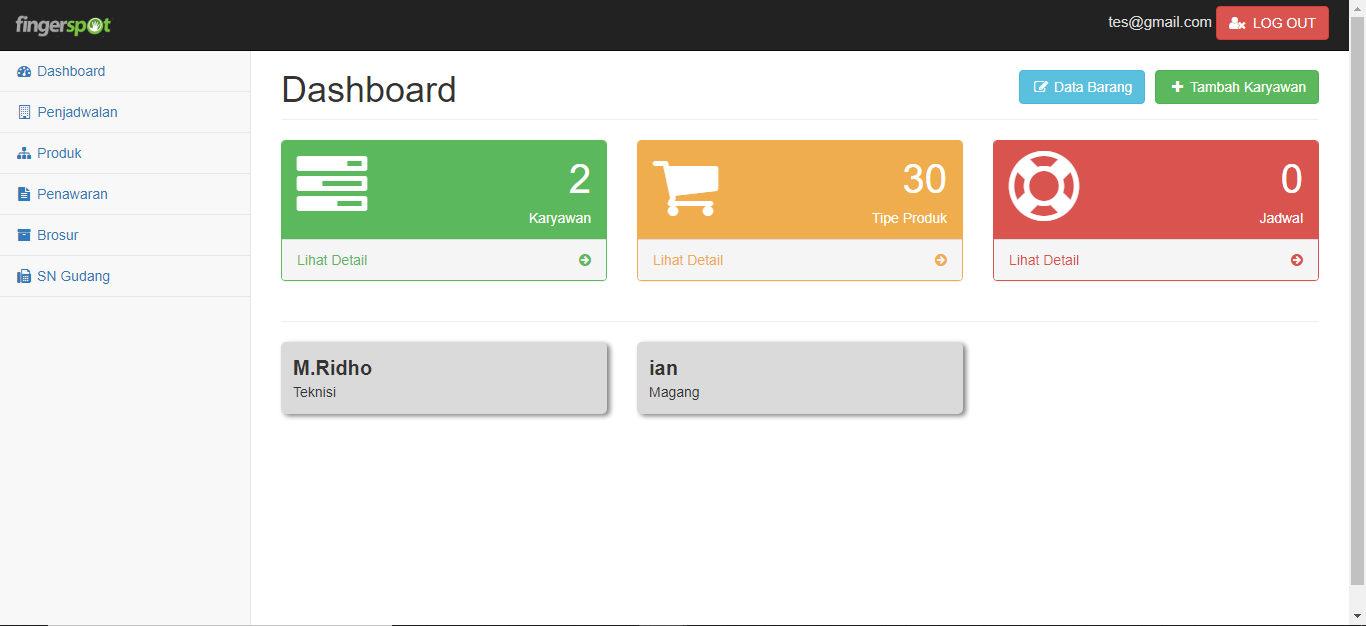 fingerspot
tes@gmail.com LOG OUT
Dashboard
Penjadwalan
Produk
Penawaran
Brosur
SN Gudang
Dashboard
Data Barang
Tambah Karyawan
2
Karyawan
Lihat Detail
30
Tipe Produk
Lihat Detail
0
Jadwal
Lihat Detail
M.Ridho
Teknisi
ian
Magang